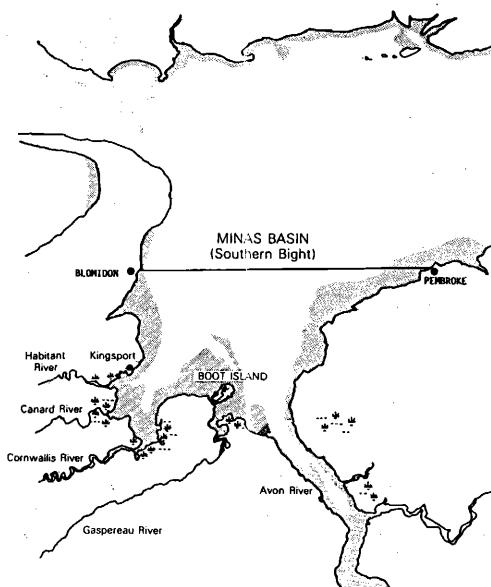 MINAS BASIN
(Southern Bight)
BLOMIDON
PEMBROKE
Habitant
River
Kingsport
BOOT ISLAND
Canard River
Cornwallis River
Avon River
Gaspereau River